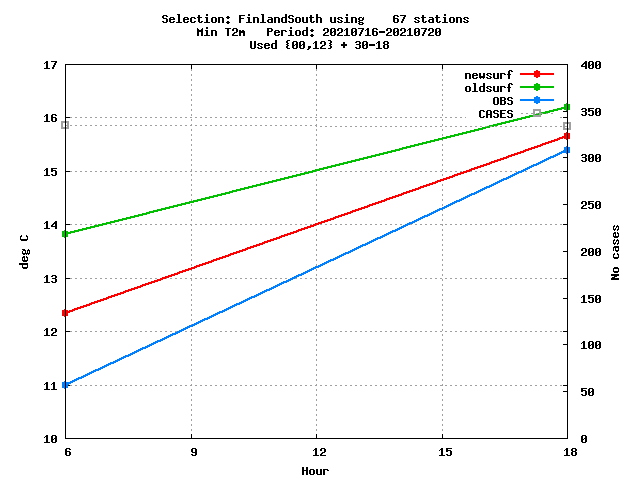 Selection: FinlandSouth using    67 stations
Min T2m   Period: 20210716-20210720
Used {00,12} + 30-18
newsurf
oldsurf
OBS
CASES
deg C
17
16
15
14
13
12
11
10
400
350
300
250
200
150
100
50
0
No cases
6 9 12 15 18
Hour